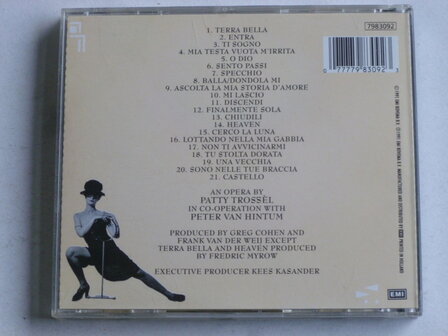 7983092
0 77779 83092 3
1. TERRA BELLA
2. ENTRA
3. TI SOGNO
4. MIA TESTA VUOTA M'IRRITA
5. O DIO
6. SENTO PASSI
7. SPECCHIO
8. BALLA/DONDOLA MI
9. ASCOLTA LA MIA STORIA D'AMORE
10. MI LASCIO
11. DISCENDI
12. FINALMENTE SOLA
13. CHIUDILI
14. HEAVEN
15. CERCO LA LUNA
16. LOTTANDO NELLA MIA GABBIA
17. NON TI AVVICINARMI
18. TU STOLTA DORATA
19. UNA VECCHIA
20. SONO NELLE TUE BRACCIA
21. CASTELLO
AN OPERA BY
PATTY TROSSÈL
IN CO-OPERATION WITH
PETER VAN HINTUM
PRODUCED BY GREG COHEN AND
FRANK VAN DER WEIJ EXCEPT
TERRA BELLA AND HEAVEN PRODUCED
BY FREDRIC MYROW
EXECUTIVE PRODUCER KEES KASANDER
EMI